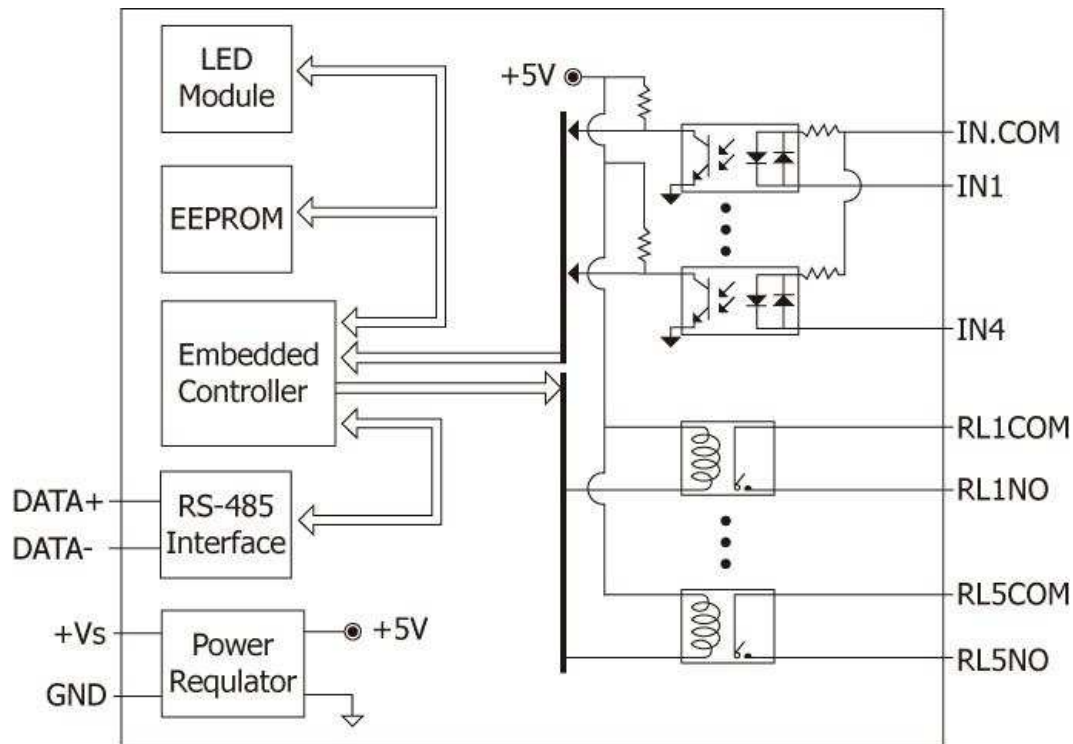 LED
Module
EEPROM
Embedded
Controller
RS-485
Interface
DATA+
DATA-
+Vs
GND
Power
Requlator
+5V
+5V
IN.COM
IN1
IN4
RL1COM
RL1NO
RL5COM
RL5NO